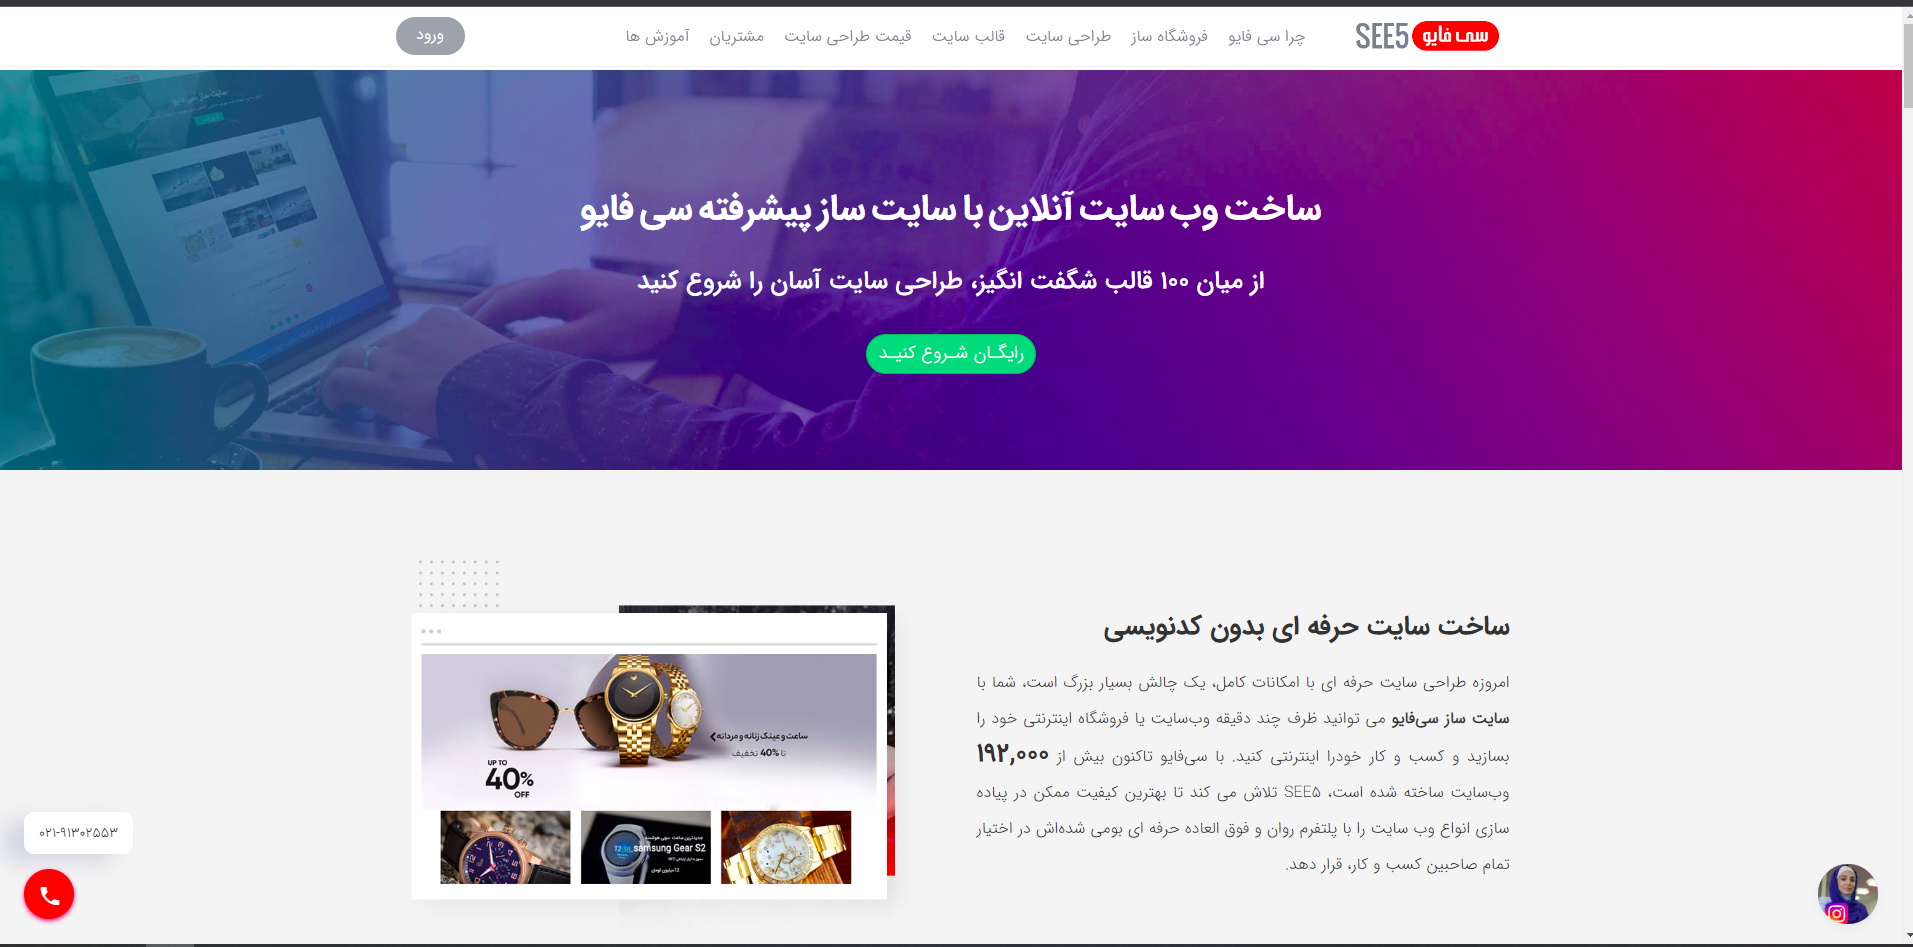 سی فایو SEE5
چرا سی فایو
فروشگاه ساز
طراحی سایت
قالب سایت
قیمت طراحی سایت
مشتریان
آموزش ها
ورود
ساخت وب سایت آنلاین با سایت ساز پیشرفته سی فایو
از میان ۱۰۰ قالب شگفت انگیز، طراحی سایت آسان را شروع کنید
رایگـان شـروع کنیـد
ساخت سایت حرفه ای بدون کدنویسی
امروزه طراحی سایت حرفه ای با امکانات کامل، یک چالش بسیار بزرگ است، شما با
سایت ساز سی‌فایو می توانید ظرف چند دقیقه وب‌سایت یا فروشگاه اینترنتی خود را
بسازید و کسب و کار خودرا اینترنتی کنید. با سی‌فایو تاکنون بیش از ۱۹۲,۰۰۰
وب‌سایت ساخته شده است، SEE۵ تلاش می کند تا بهترین کیفیت ممکن در پیاده
سازی انواع وب سایت را با پلتفرم روان و فوق العاده حرفه ای بومی شده‌اش در اختیار
تمام صاحبین کسب و کار، قرار دهد.
ساعت و عینک زنانه و مردانه
تا 40% تخفیف
UP TO
40%
OFF
جدیدترین ساعت مچی هوشمند
samsung Gear S2
۰۲۱-۹۱۳۰۲۵۵۳